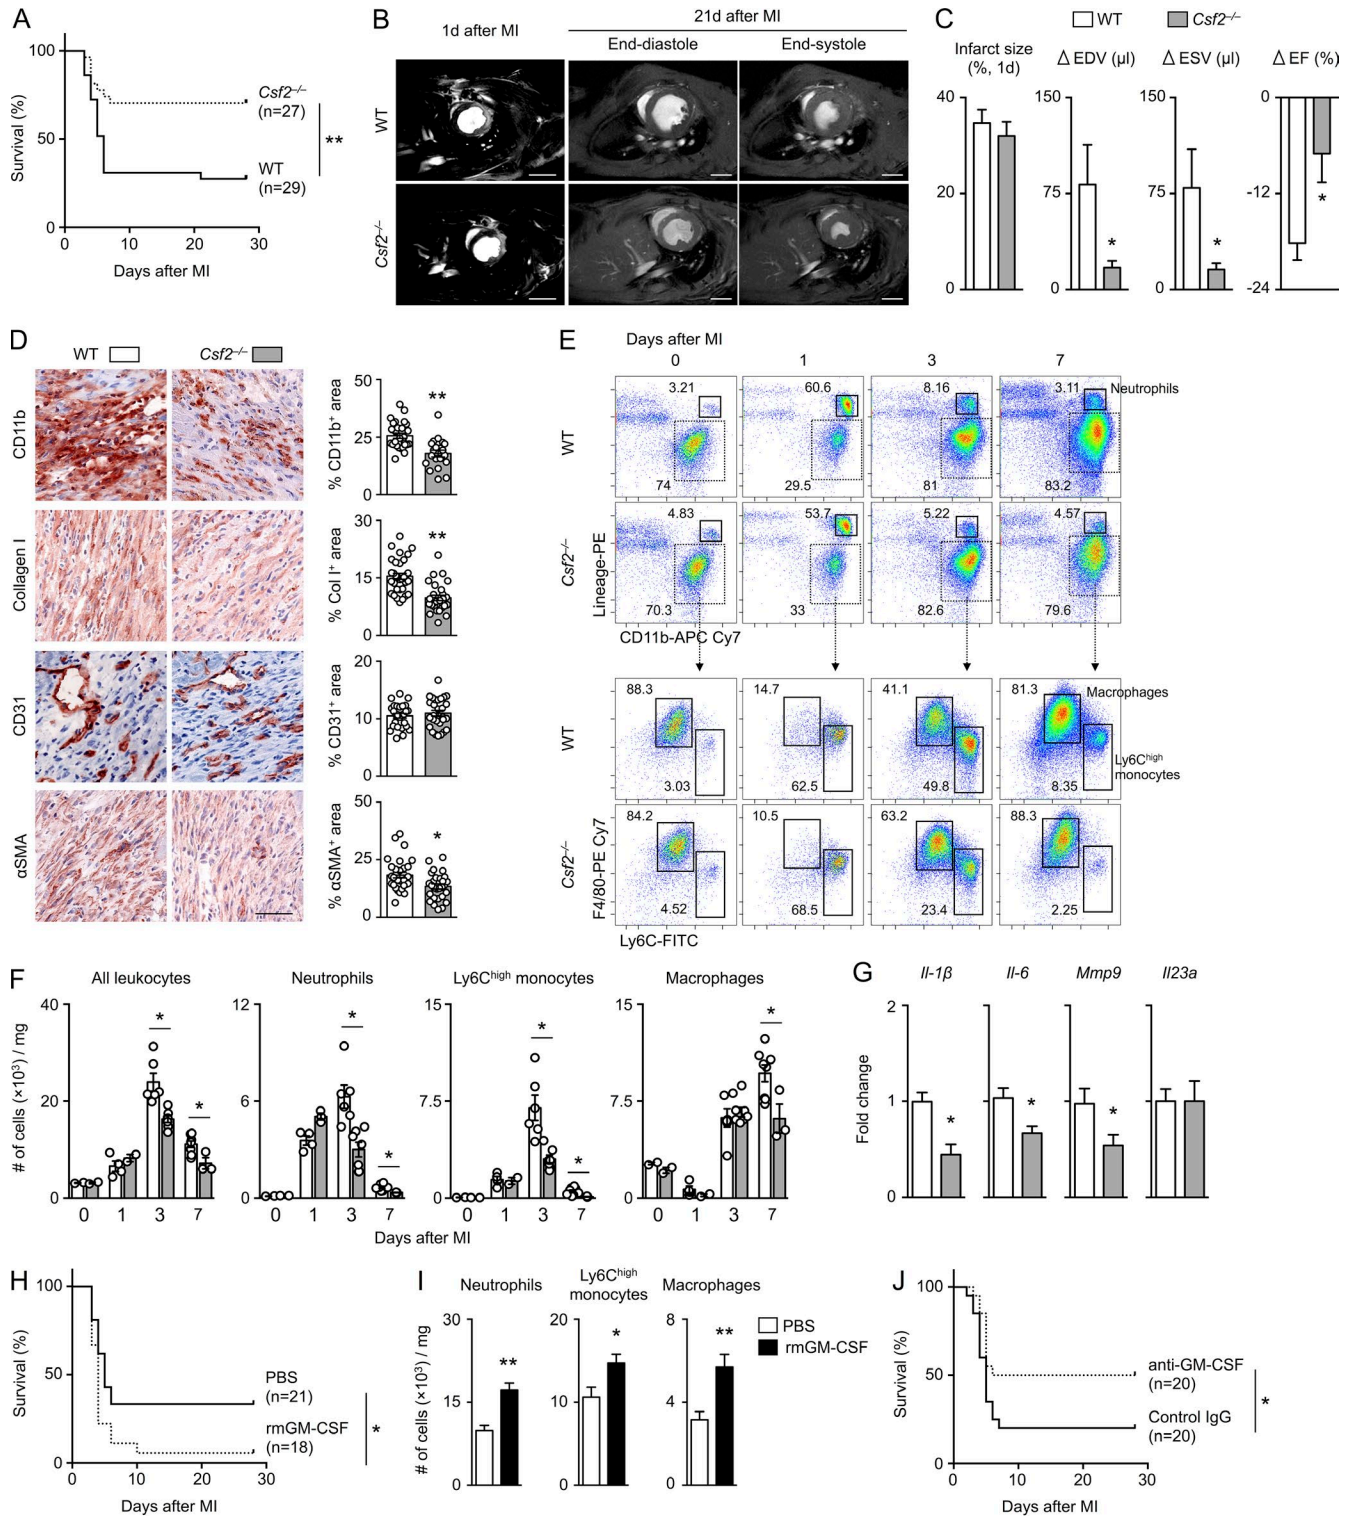 A
100
50
0
Survival (%)
0
10
20
30
Days after MI
Csf2–/–
(n=27)
**
WT
(n=29)
B
1d after MI
21d after MI
End-diastole
End-systole
WT
Csf2–/–
C
WT
Csf2–/–
Infarct size
(%, 1d)
40
20
0
Δ EDV (μl)
150
75
0
*
Δ ESV (μl)
150
75
0
*
Δ EF (%)
0
-12
-24
*
D
WT
Csf2–/–
CD11b
% CD11b+ area
50
25
0
**
Collagen I
% Col I+ area
30
15
0
**
CD31
% CD31+ area
20
10
0
αSMA
% αSMA+ area
50
25
0
*
E
Days after MI
0
1
3
7
WT
3.21
74
60.6
29.5
8.16
81
3.11
83.2
Neutrophils
Csf2–/–
4.83
70.3
53.7
33
5.22
82.6
4.57
79.6
Lineage-PE
CD11b-APC Cy7
WT
88.3
3.03
14.7
62.5
41.1
49.8
81.3
8.35
Macrophages
Ly6Chigh
monocytes
Csf2–/–
84.2
4.52
10.5
68.5
63.2
23.4
88.3
2.25
F4/80-PE Cy7
Ly6C-FITC
F
# of cells (×10³) / mg
All leukocytes
40
20
0
*
*
0
1
3
7
Neutrophils
12
6
0
*
*
0
1
3
7
Ly6Chigh monocytes
15
7.5
0
*
*
0
1
3
7
Macrophages
15
7.5
0
*
0
1
3
7
Days after MI
G
Fold change
2
1
0
Il-1β
*
Il-6
*
Mmp9
*
Il23a
H
100
50
0
Survival (%)
0
10
20
30
Days after MI
PBS
(n=21)
rmGM-CSF
(n=18)
*
I
# of cells (×10³) / mg
Neutrophils
30
15
0
**
Ly6Chigh
monocytes
20
10
0
*
Macrophages
8
4
0
**
PBS
rmGM-CSF
J
100
50
0
Survival (%)
0
10
20
30
Days after MI
anti-GM-CSF
(n=20)
Control IgG
(n=20)
*